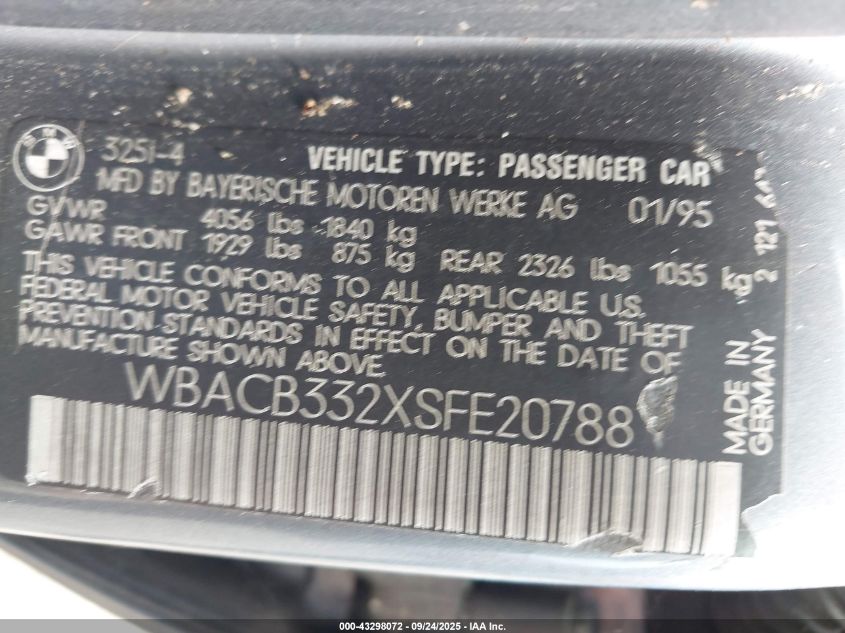 BMW
325i-4
VEHICLE TYPE: PASSENGER CAR
MFD BY BAYERISCHE MOTOREN WERKE AG 01/95
GVWR 4056 lbs 1840 kg
GAWR FRONT 1929 lbs 875 kg REAR 2326 lbs 1055 kg
THIS VEHICLE CONFORMS TO ALL APPLICABLE U.S.
FEDERAL MOTOR VEHICLE SAFETY, BUMPER AND THEFT
PREVENTION STANDARDS IN EFFECT ON THE DATE OF
MANUFACTURE SHOWN ABOVE.
WBACB332XSFE20788
MADE IN
GERMANY
2 121
000-43298072 - 09/24/2025 - IAA Inc.